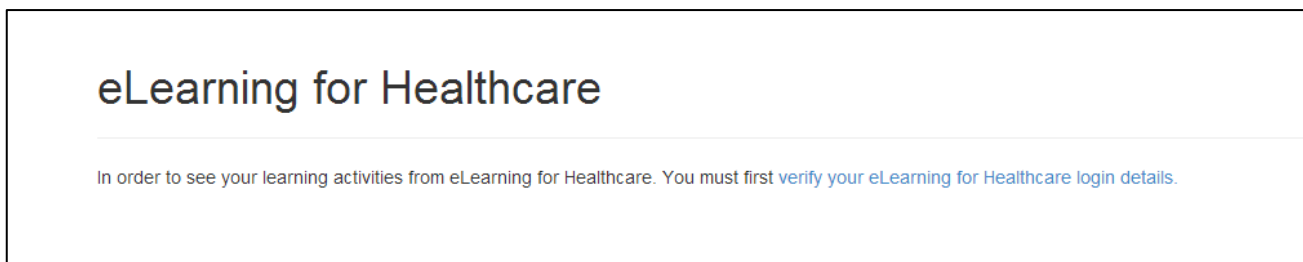 eLearning for Healthcare
In order to see your learning activities from eLearning for Healthcare. You must first verify your eLearning for Healthcare login details.